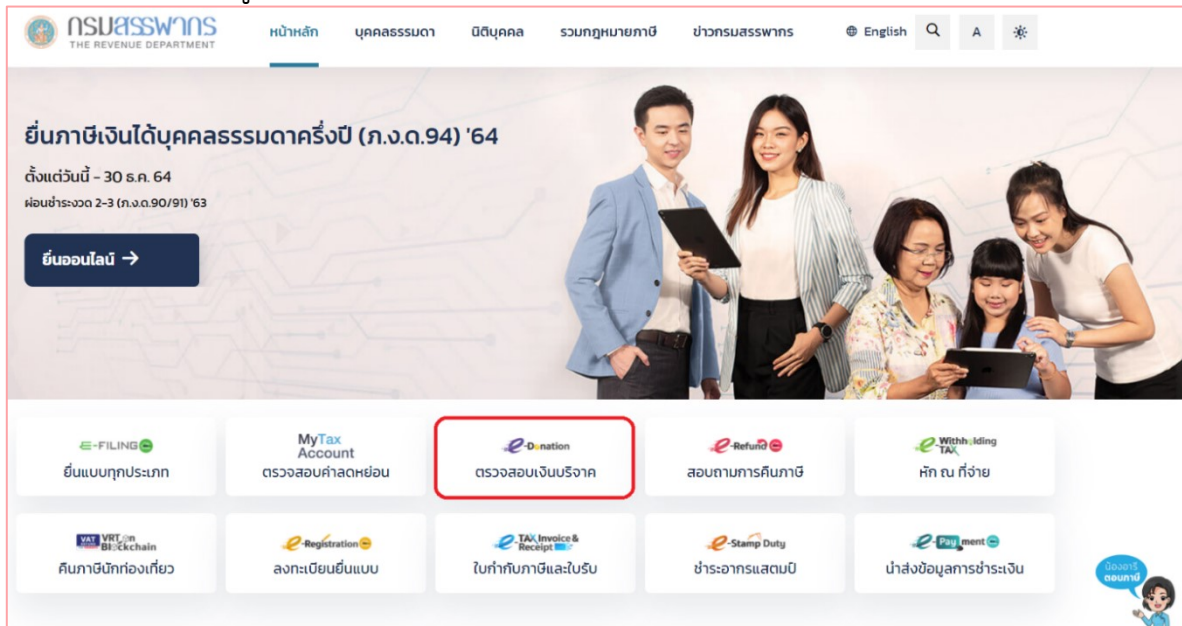 กรมสรรพากร
THE REVENUE DEPARTMENT
หน้าหลัก บุคคลธรรมดา นิติบุคคล รวมกฎหมายภาษี ข่าวกรมสรรพากร English A
ยื่นภาษีเงินได้บุคคลธรรมดาครึ่งปี (ภ.ง.ด.94) '64
ตั้งแต่วันนี้ - 30 ธ.ค. 64
ผ่อนชำระงวด 2-3 (ภ.ง.ด.90/91) '63
ยื่นออนไลน์ →
E-FILING
ยื่นแบบทุกประเภท
MyTax
Account
ตรวจสอบค่าลดหย่อน
e-Donation
ตรวจสอบเงินบริจาค
e-Refund
สอบถามการคืนภาษี
e-Withholding
TAX
หัก ณ ที่จ่าย
VAT VRT on
Blockchain
คืนภาษีนักท่องเที่ยว
e-Registration
ลงทะเบียนยื่นแบบ
e-TAX Invoice &
Receipt
ใบกำกับภาษีและใบรับ
e-Stamp Duty
ชำระอากรแสตมป์
e-Payment
นำส่งข้อมูลการชำระเงิน
น้องอารี
ตอบภาษี